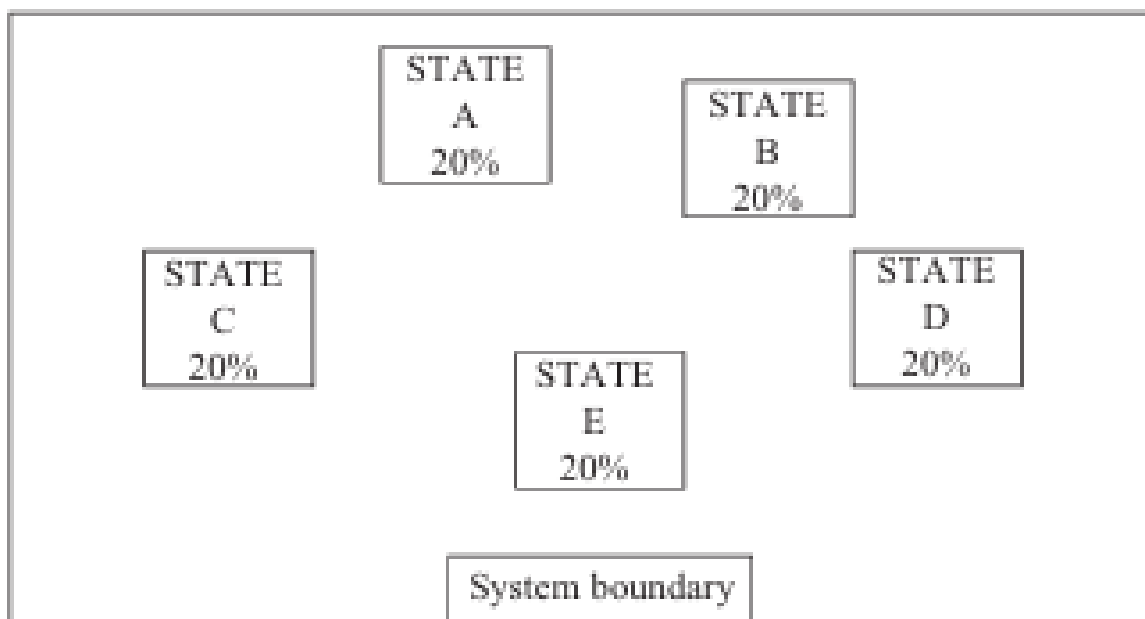 STATE
A
20%
STATE
B
20%
STATE
C
20%
STATE
D
20%
STATE
E
20%
System boundary